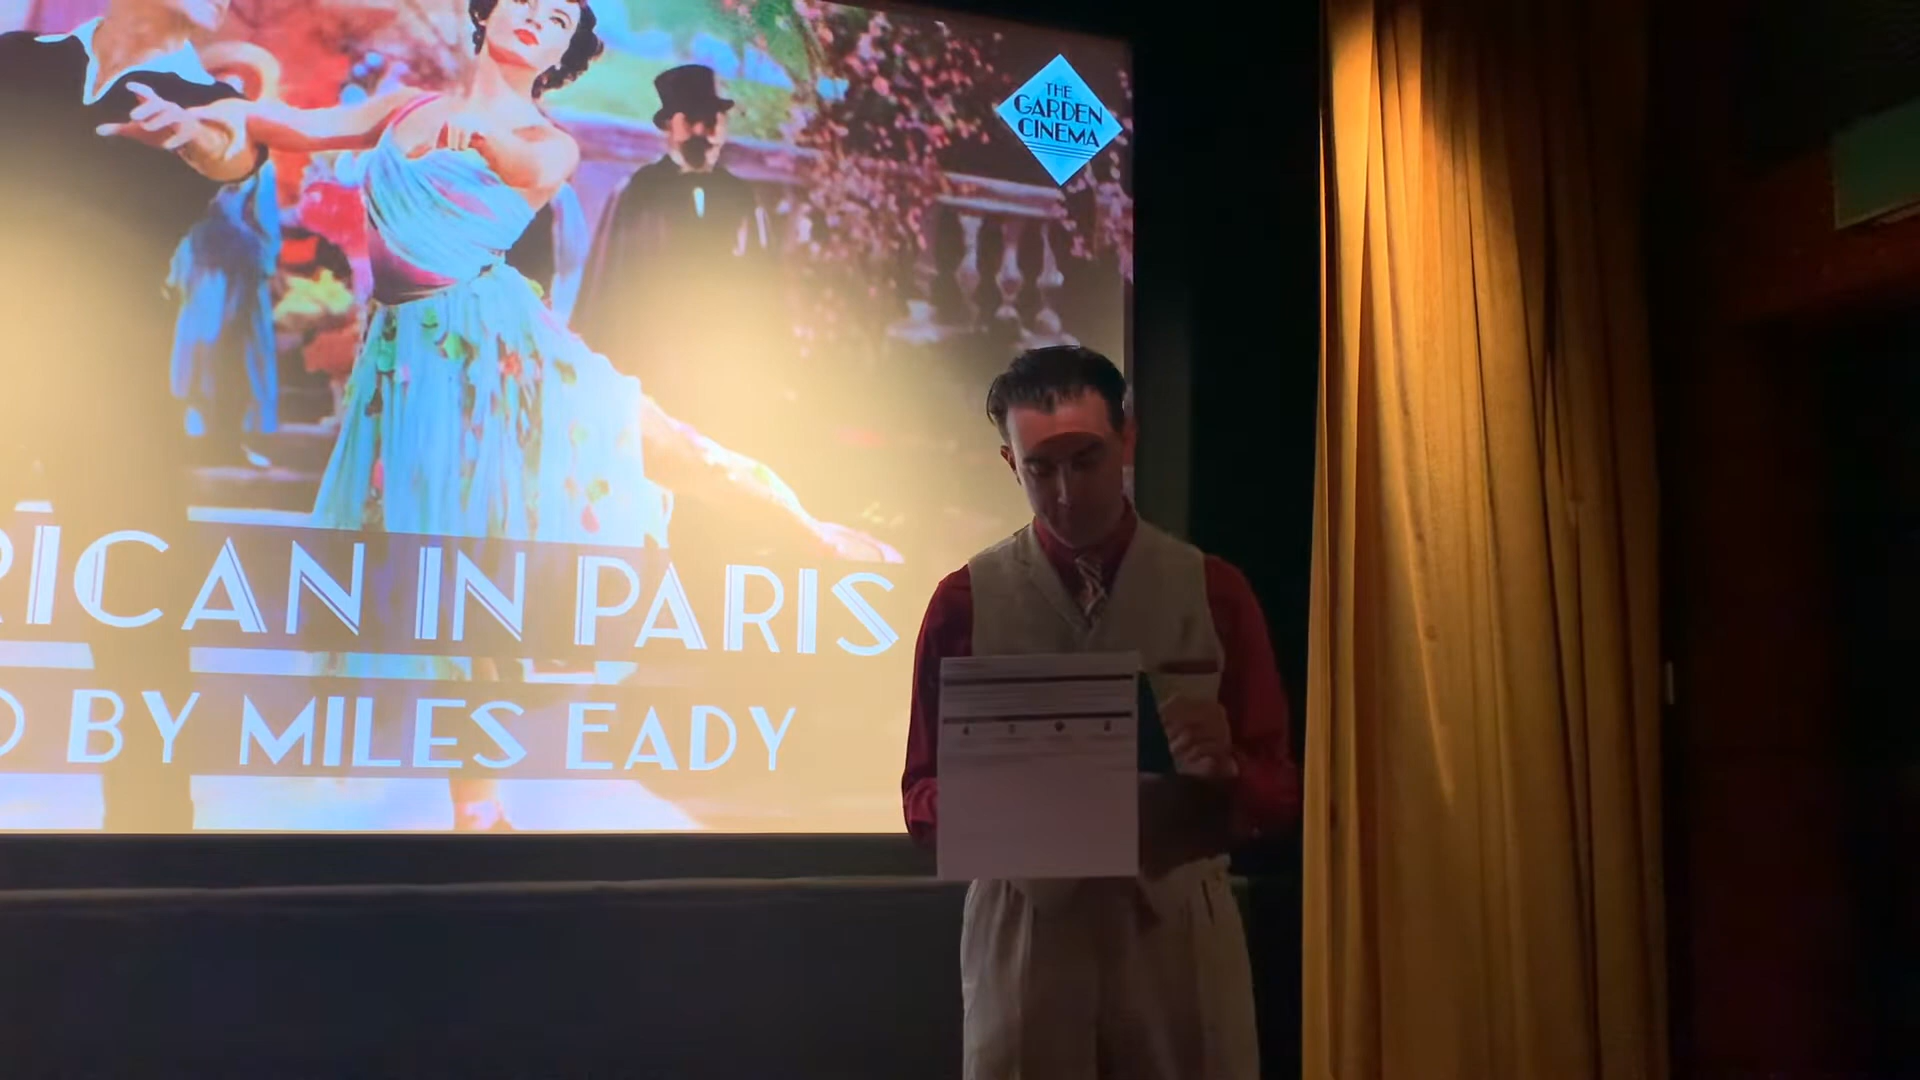 THE
GARDEN
CINEMA
RICAN IN PARIS
D BY MILES EADY